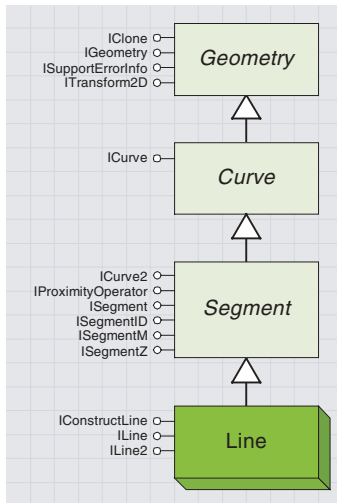 IClone
IGeometry
ISupportErrorInfo
ITransform2D
Geometry
ICurve
Curve
ICurve2
IProximityOperator
ISegment
ISegmentID
ISegmentM
ISegmentZ
Segment
IConstructLine
ILine
ILine2
Line